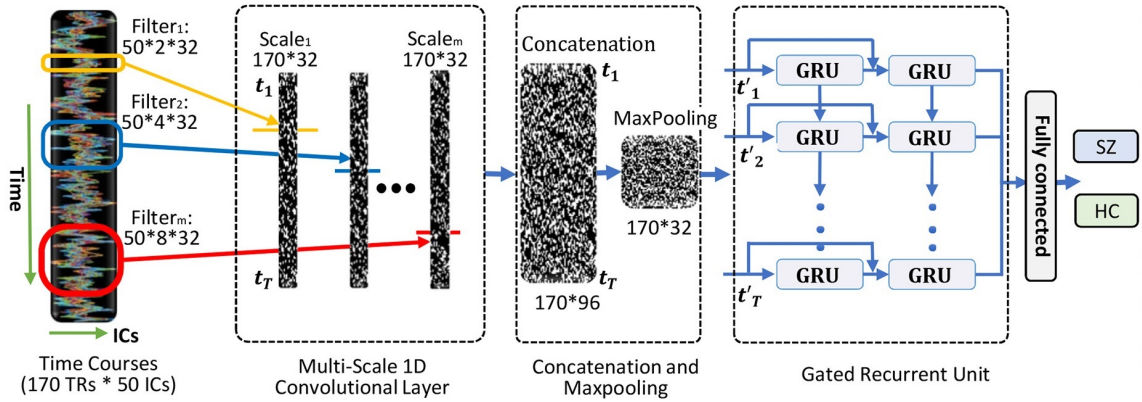 Filter₁:
50*2*32
Filter₂:
50*4*32
Filterₘ:
50*8*32
Time
ICs
Time Courses
(170 TRs * 50 ICs)
Scale₁
170*32
Scaleₘ
170*32
t₁
t_T
Multi-Scale 1D
Convolutional Layer
Concatenation
t₁
t_T
170*96
MaxPooling
170*32
Concatenation and
Maxpooling
t'₁
GRU
GRU
t'₂
GRU
GRU
t'_T
GRU
GRU
Gated Recurrent Unit
Fully connected
SZ
HC